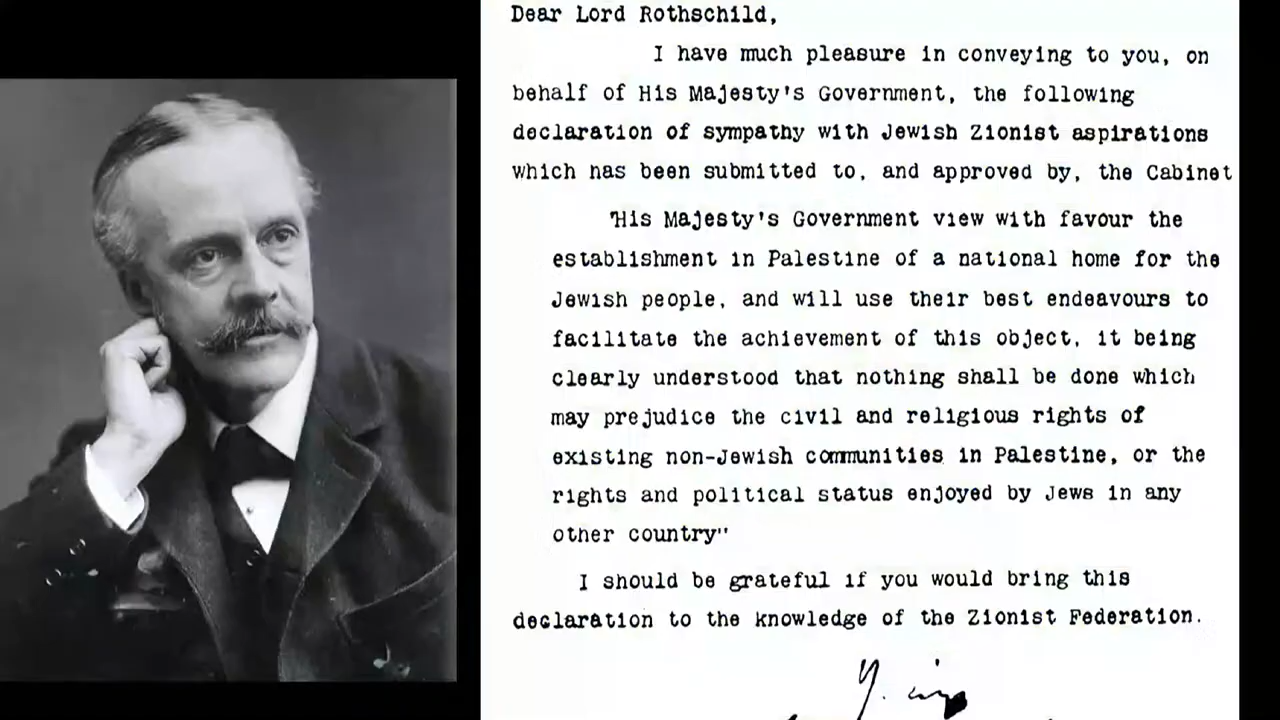 Dear Lord Rothschild,
I have much pleasure in conveying to you, on
behalf of His Majesty's Government, the following
declaration of sympathy with Jewish Zionist aspirations
which has been submitted to, and approved by, the Cabinet
"His Majesty's Government view with favour the
establishment in Palestine of a national home for the
Jewish people, and will use their best endeavours to
facilitate the achievement of this object, it being
clearly understood that nothing shall be done which
may prejudice the civil and religious rights of
existing non-Jewish communities in Palestine, or the
rights and political status enjoyed by Jews in any
other country"
I should be grateful if you would bring this
declaration to the knowledge of the Zionist Federation.